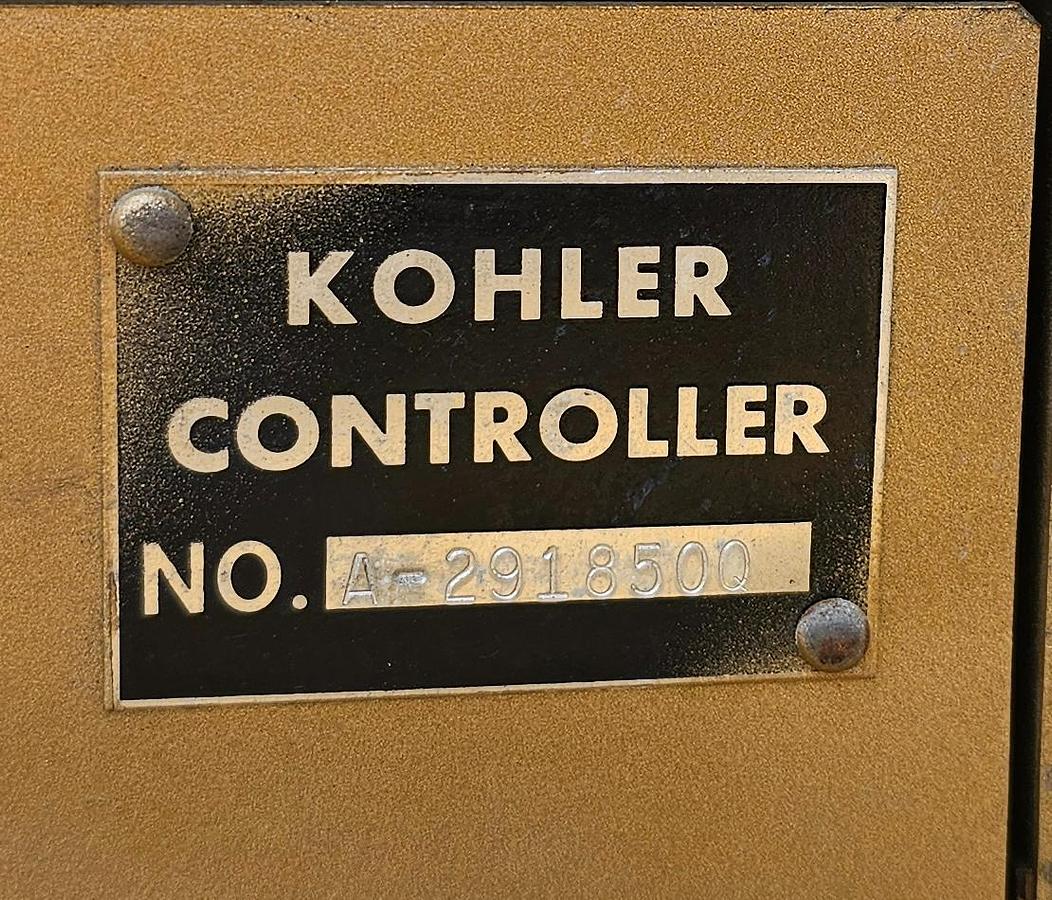 KOHLER
CONTROLLER
NO. A-291850Q